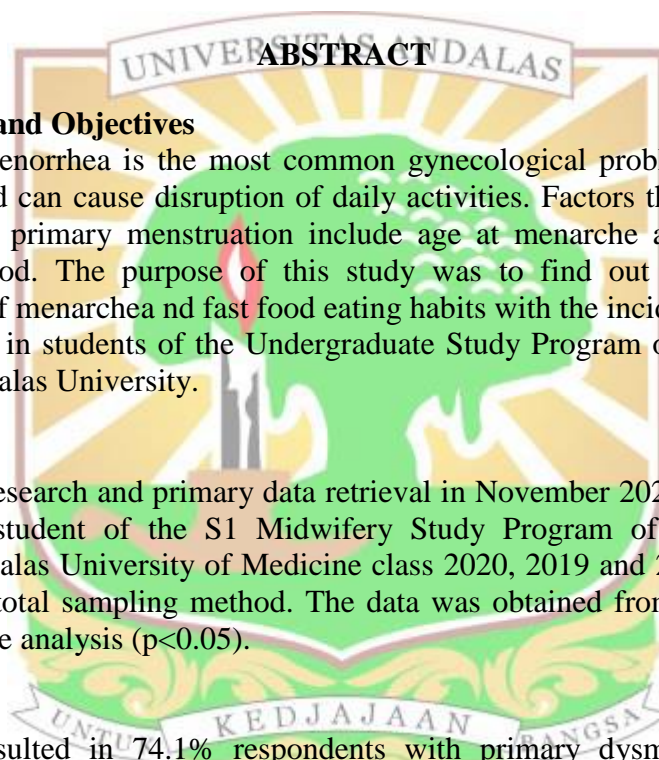 UNIVERSITAS ANDALAS
ABSTRACT
and Objectives
enorrhea is the most common gynecological probl
d can cause disruption of daily activities. Factors th
primary menstruation include age at menarche a
od. The purpose of this study was to find out
f menarchea nd fast food eating habits with the incid
in students of the Undergraduate Study Program o
alas University.
esearch and primary data retrieval in November 202
student of the S1 Midwifery Study Program of
alas University of Medicine class 2020, 2019 and 2
total sampling method. The data was obtained from
e analysis (p<0.05).
UNTUK KEDJAJAAN BANGSA
sulted in 74.1% respondents with primary dysm